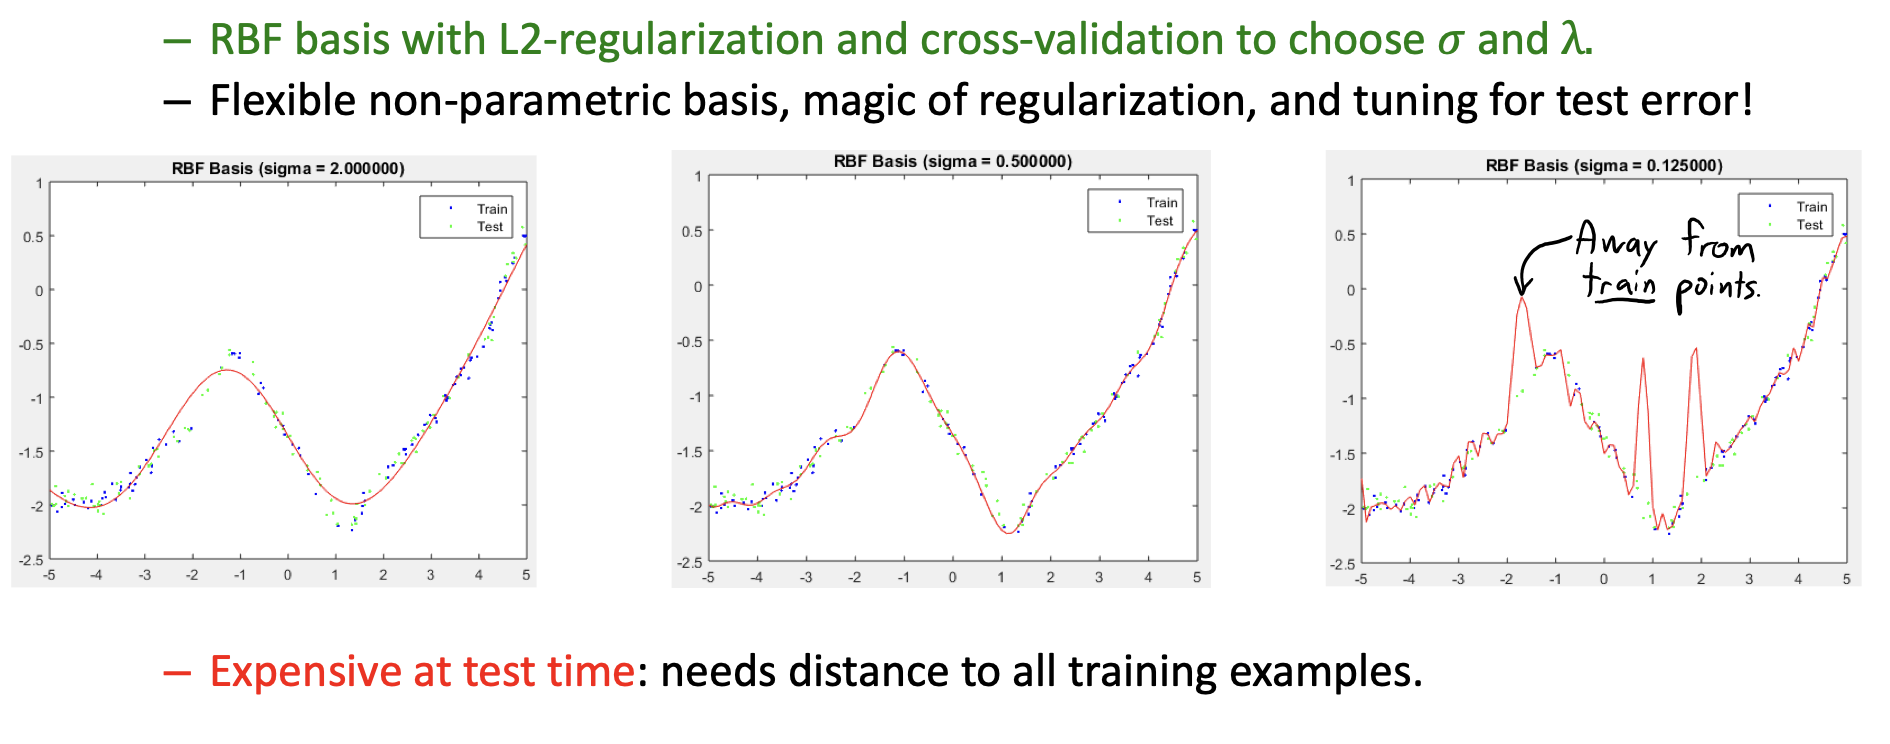 – RBF basis with L2-regularization and cross-validation to choose σ and λ.
– Flexible non-parametric basis, magic of regularization, and tuning for test error!
RBF Basis (sigma = 2.000000)
1
0.5
0
-0.5
-1
-1.5
-2
-2.5
-5 -4 -3 -2 -1 0 1 2 3 4 5
Train
Test
RBF Basis (sigma = 0.500000)
1
0.5
0
-0.5
-1
-1.5
-2
-2.5
-5 -4 -3 -2 -1 0 1 2 3 4 5
Train
Test
RBF Basis (sigma = 0.125000)
1
0.5
0
-0.5
-1
-1.5
-2
-2.5
-5 -4 -3 -2 -1 0 1 2 3 4 5
Train
Test
Away from
train points.
– Expensive at test time: needs distance to all training examples.